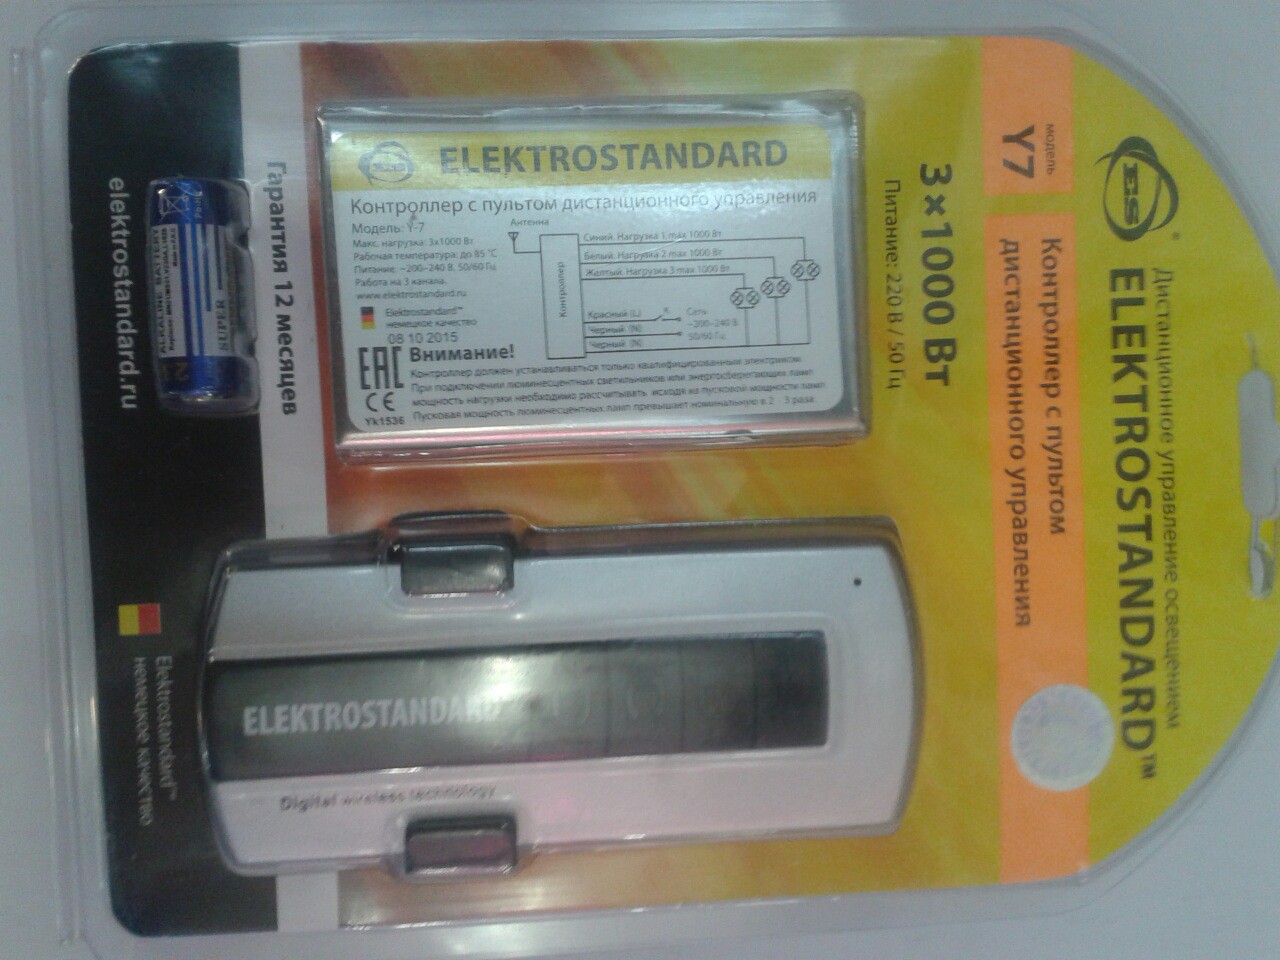 ES
®
Дистанционное управление освещением
ELEKTROSTANDARD™
модель
Y7
Контроллер с пультом
дистанционного управления
3×1000 Вт
Питание: 220 В / 50 Гц
ELEKTROSTANDARD
Контроллер с пультом дистанционного управления
Модель: Y-7
Макс. нагрузка: 3х1000 Вт
Рабочая температура: до 85 °С
Питание: ~200-240 В, 50/60 Гц
Работа на 3 канала.
www.elektrostandard.ru
Elektrostandard™
немецкое качество
08 10 2015
Антенна
Контроллер
Синий. Нагрузка 1 max 1000 Вт
Белый. Нагрузка 2 max 1000 Вт
Желтый. Нагрузка 3 max 1000 Вт
Красный (L)
К
Черный (N)
Черный (N)
Сеть
~200-240 В
50/60 Гц
EAC
CE
Yk1536
Внимание!
Контроллер должен устанавливаться только квалифицированным электриком.
При подключении люминесцентных светильников или энергосберегающих ламп
мощность нагрузки необходимо рассчитывать, исходя из пусковой мощности ламп
Пусковая мощность люминесцентных ламп превышает номинальную в 2 3 раза.
ELEKTROSTANDARD
Digital wireless technology
Гарантия 12 месяцев
SUPER
ALKALINE BATTERY
elektrostandard.ru
Elektrostandard™
немецкое качество